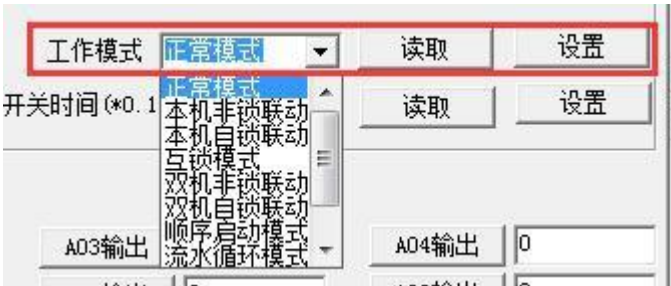 工作模式 正常模式 读取 设置
正常模式
开关时间(*0.1 本机非锁联动 读取 设置
本机自锁联动
互锁模式
双机非锁联动
双机自锁联动
顺序启动模式
A03输出 流水循环模式 A04输出 0